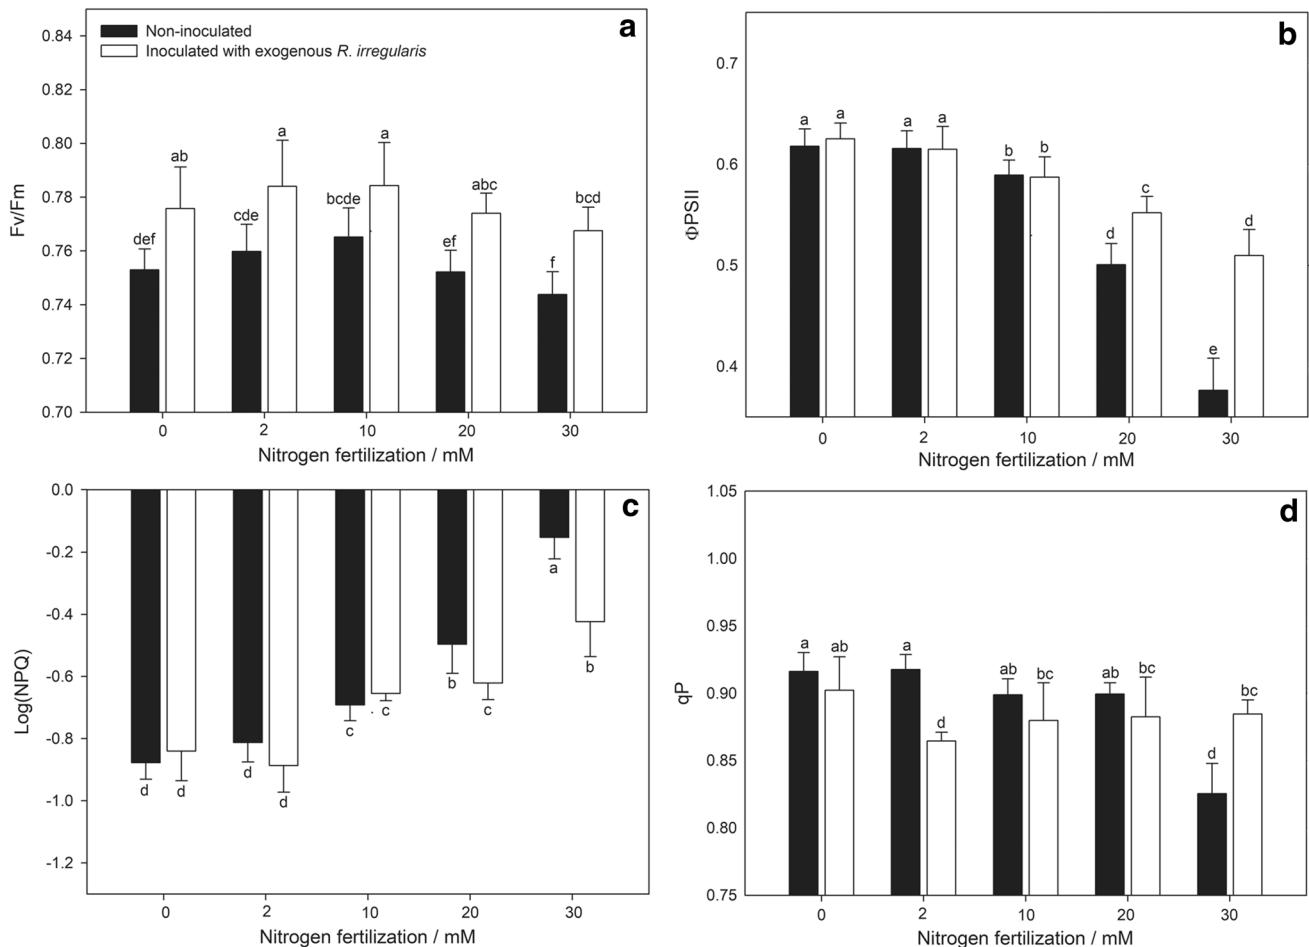 a
Non-inoculated
Inoculated with exogenous R. irregularis
0.84
0.82
0.80
0.78
0.76
0.74
0.72
0.70
Fv/Fm
def
ab
cde
a
bcde
a
ef
abc
f
bcd
0
2
10
20
30
Nitrogen fertilization / mM
b
0.7
0.6
0.5
0.4
ΦPSII
a
a
a
a
b
b
d
c
e
d
0
2
10
20
30
Nitrogen fertilization / mM
c
0.0
-0.2
-0.4
-0.6
-0.8
-1.0
-1.2
Log(NPQ)
d
d
d
d
c
c
b
c
a
b
0
2
10
20
30
Nitrogen fertilization / mM
d
1.05
1.00
0.95
0.90
0.85
0.80
0.75
qP
a
ab
a
d
ab
bc
ab
bc
d
bc
0
2
10
20
30
Nitrogen fertilization / mM